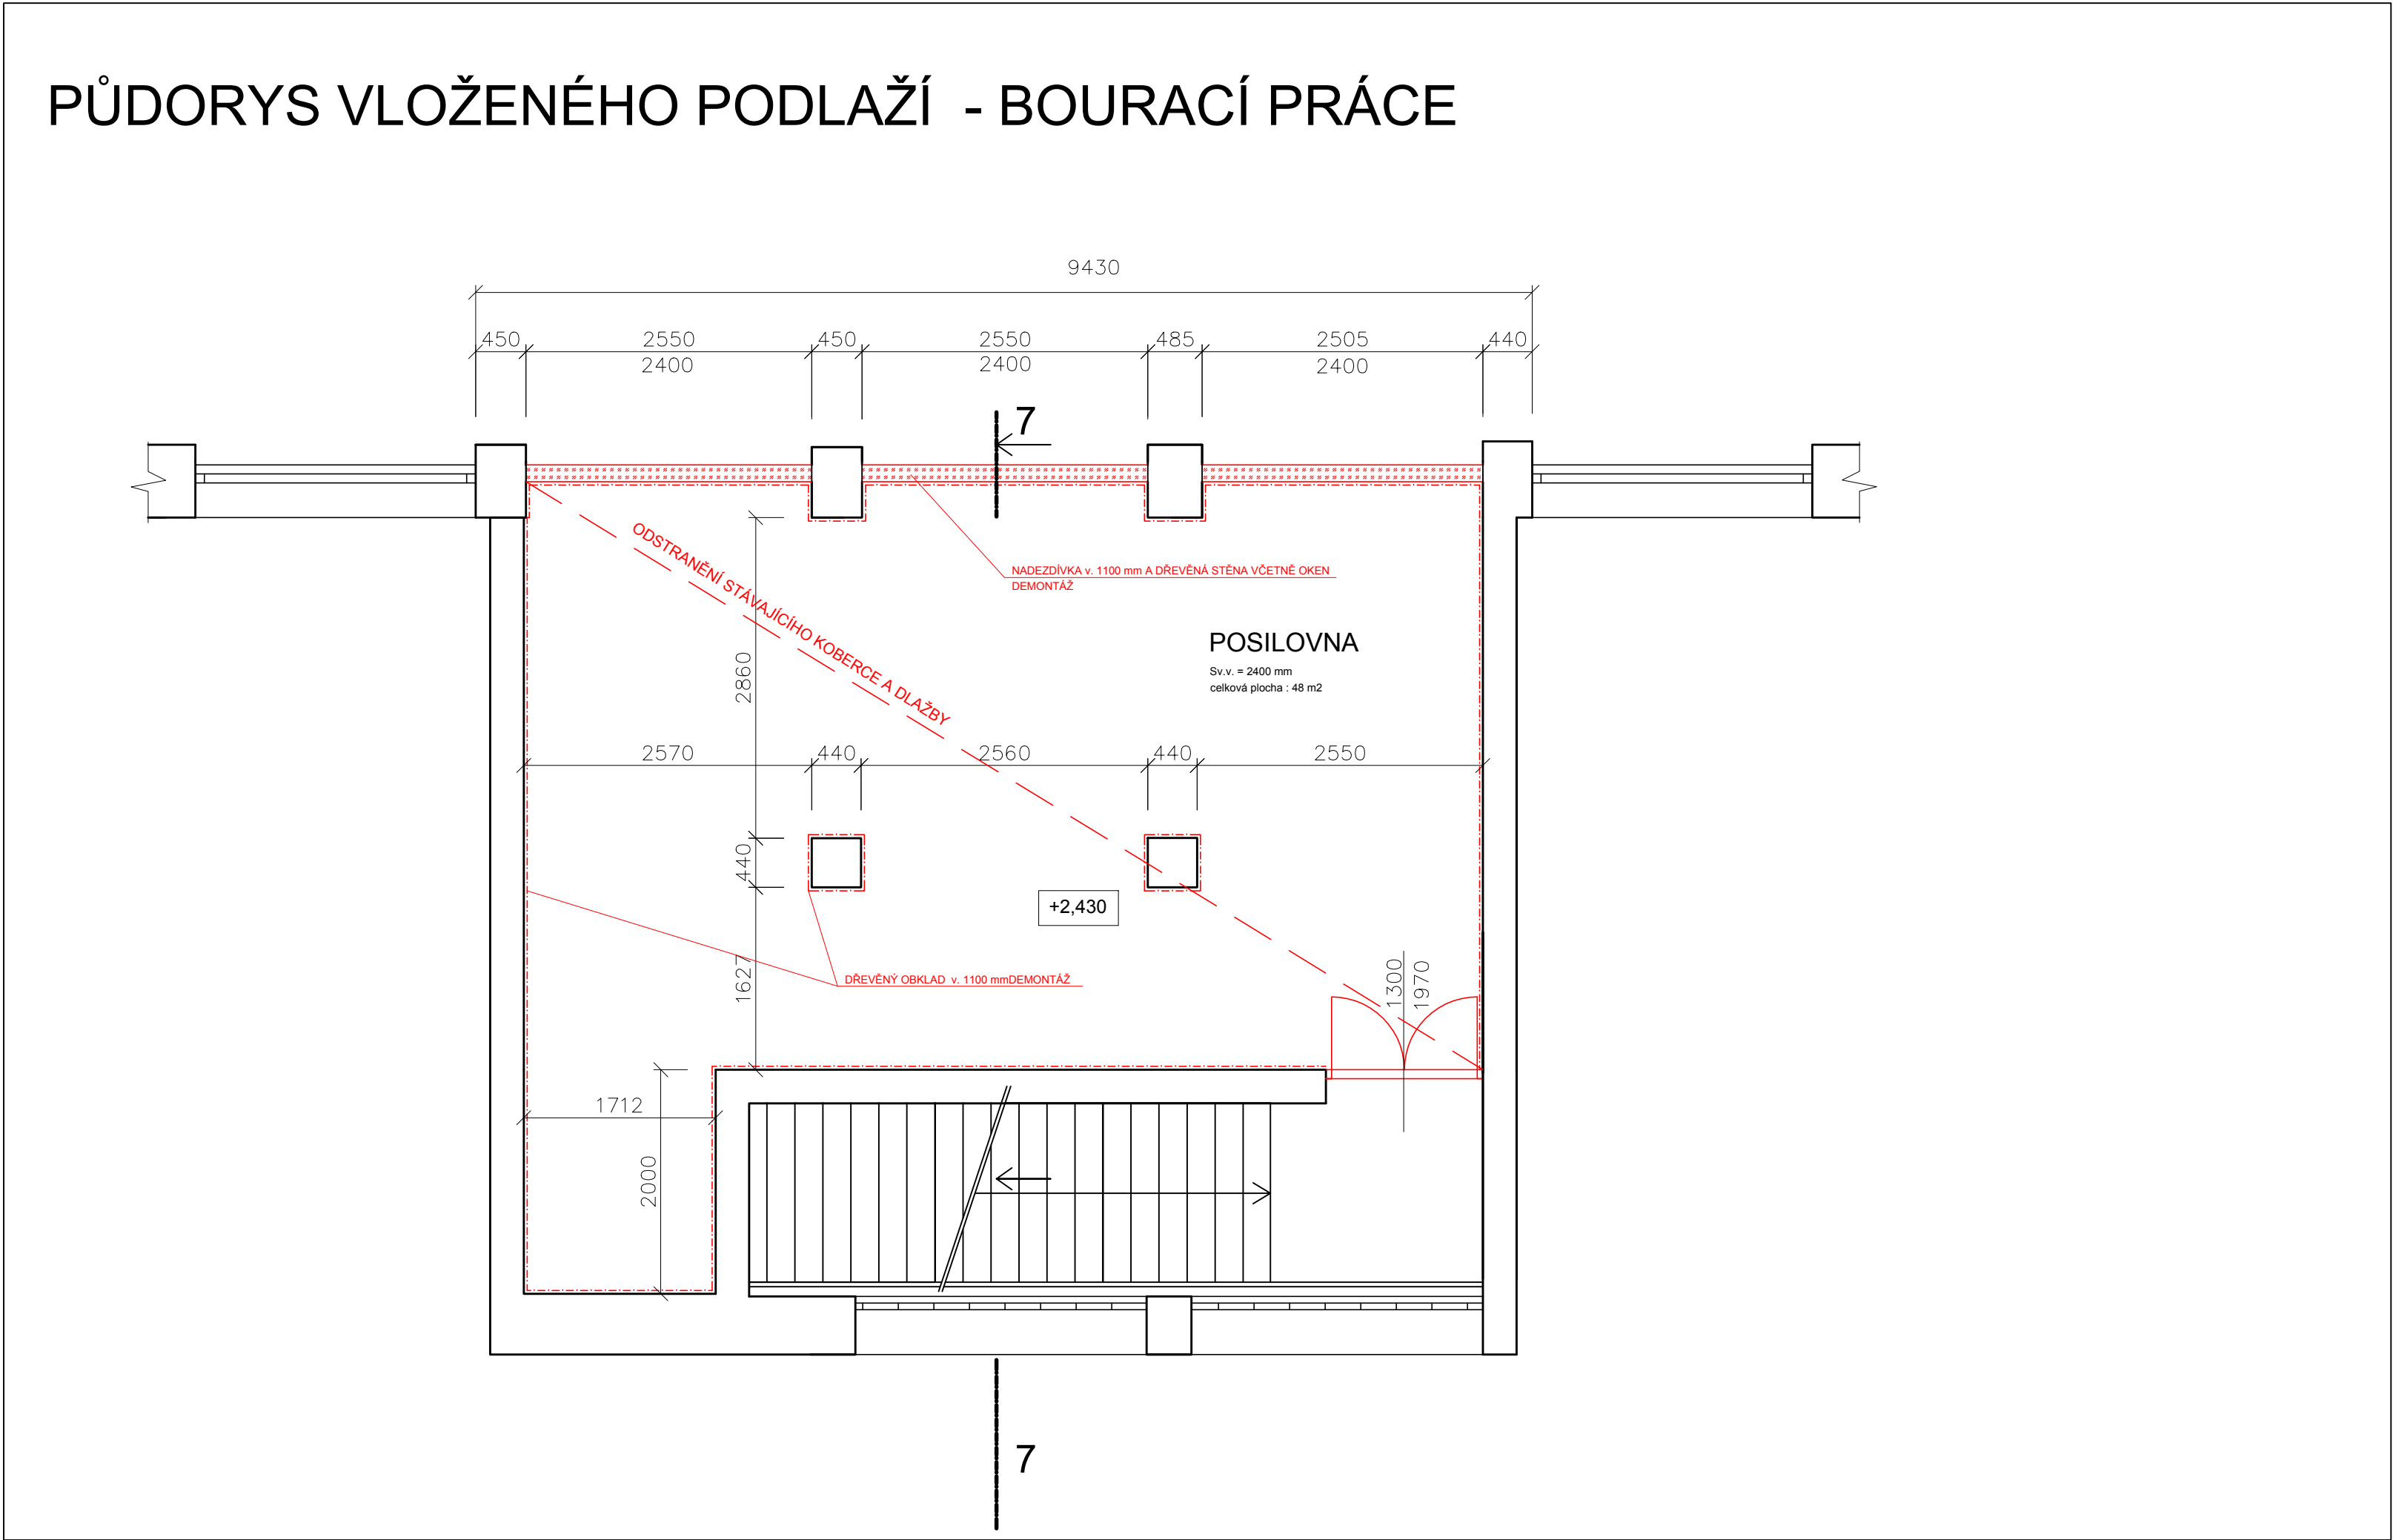 PŮDORYS VLOŽENÉHO PODLAŽÍ - BOURACÍ PRÁCE
9430
450 2550 450 2550 485 2505 440
2400 2400 2400
7
ODSTRANĚNÍ STÁVAJÍCÍHO KOBERCE A DLAŽBY
NADEZDÍVKA v. 1100 mm A DŘEVĚNÁ STĚNA VČETNĚ OKEN
DEMONTÁŽ
POSILOVNA
Sv.v. = 2400 mm
celková plocha : 48 m2
2860
2570 440 2560 440 2550
440
+2,430
1627
DŘEVĚNÝ OBKLAD v. 1100 mmDEMONTÁŽ
1300
1970
1712
2000
7